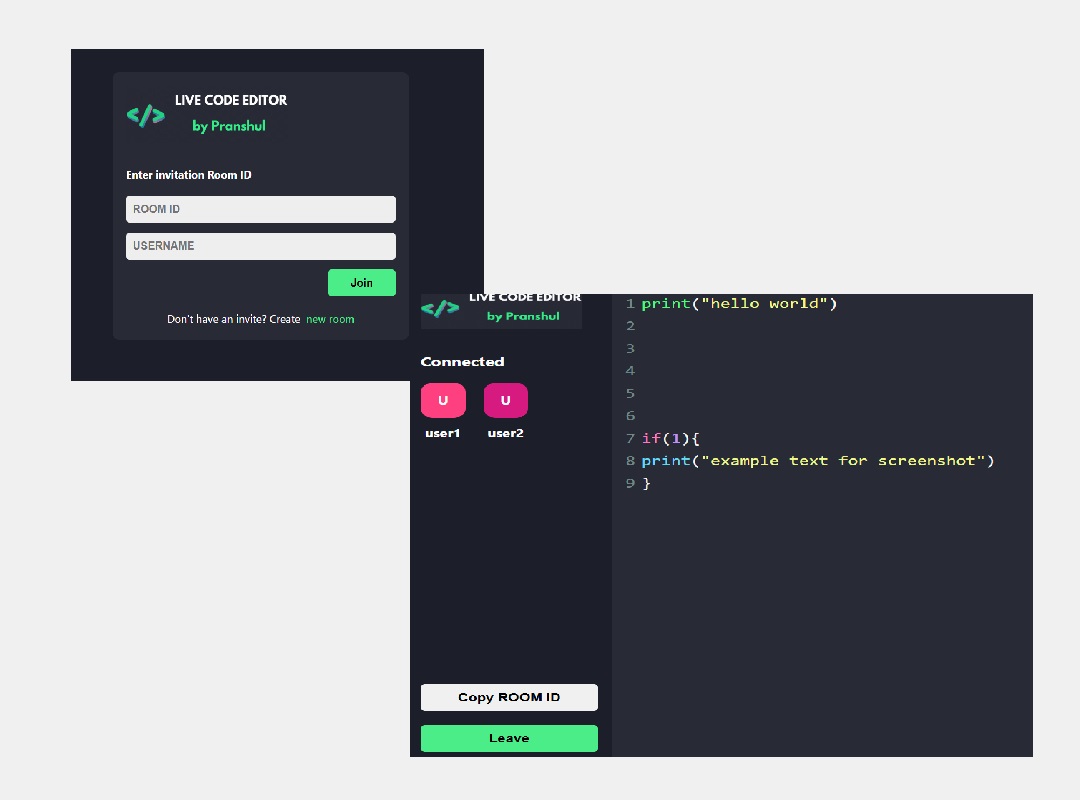 LIVE CODE EDITOR
by Pranshul
Enter invitation Room ID
ROOM ID
USERNAME
Join
Don't have an invite? Create new room
LIVE CODE EDITOR
by Pranshul
Connected
U U
user1 user2
Copy ROOM ID
Leave
1 print("hello world")
2
3
4
5
6
7 if(1){
8 print("example text for screenshot")
9 }